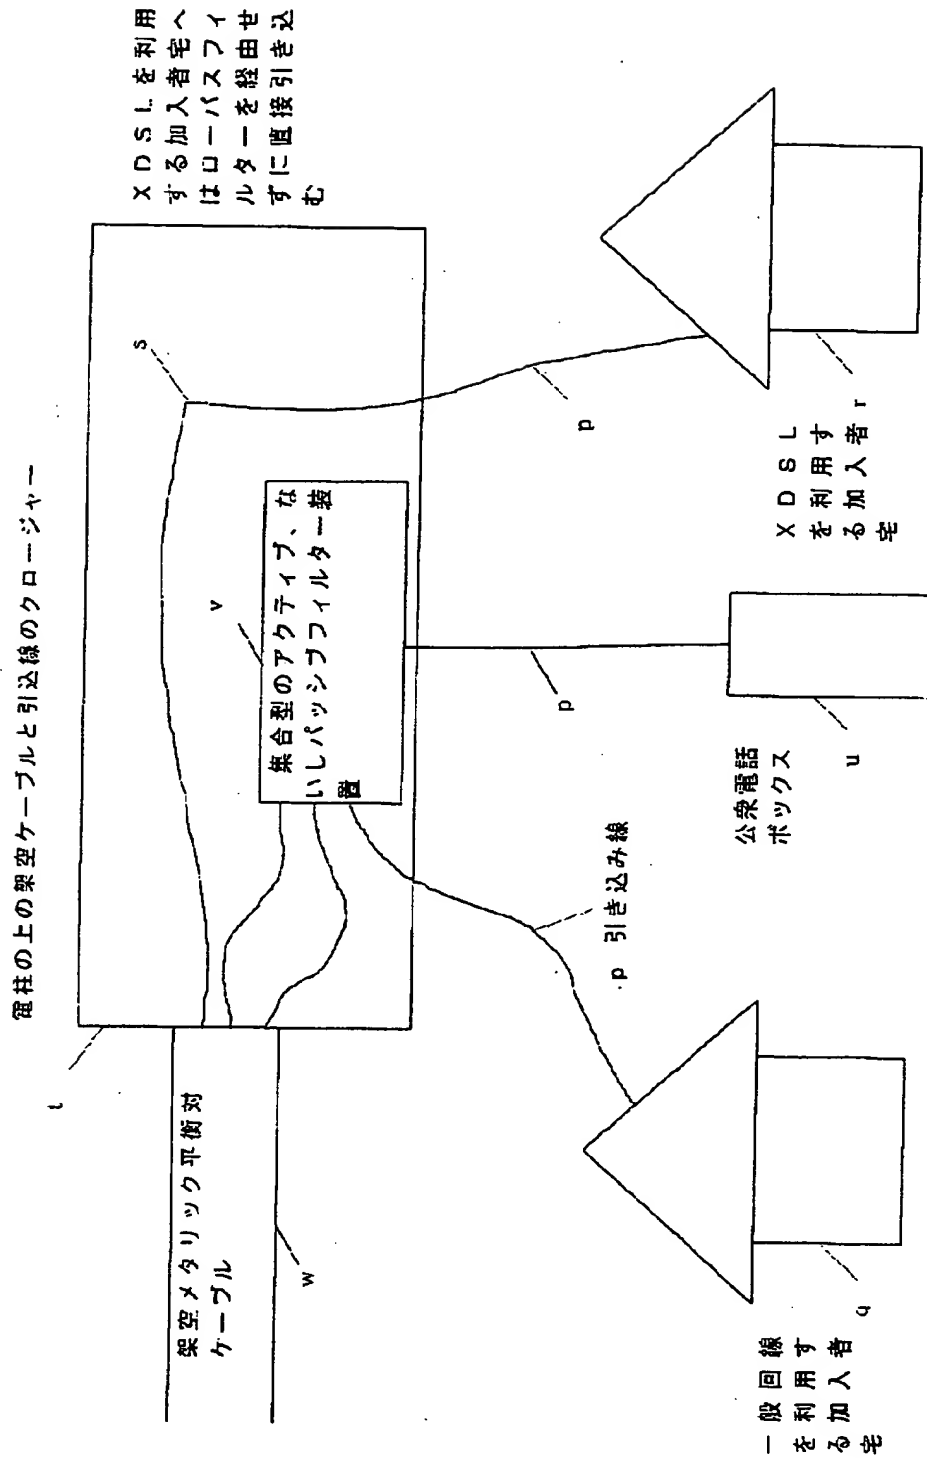 電柱の上の架空ケーブルと引込線のクロージャー
t
架空メタリック平衡対
ケーブル
w
v
集合型のアクティブ、な
いしパッシブフィルター装
置
s
XDSLを利用
する加入者宅へ
はローパスフィ
ルターを経由せ
ずに直接引き込
む
p 引き込み線
p
p
一般回線
を利用す
る加入者
宅
q
公衆電話
ボックス
u
XDSL
を利用す
る加入者
宅
r